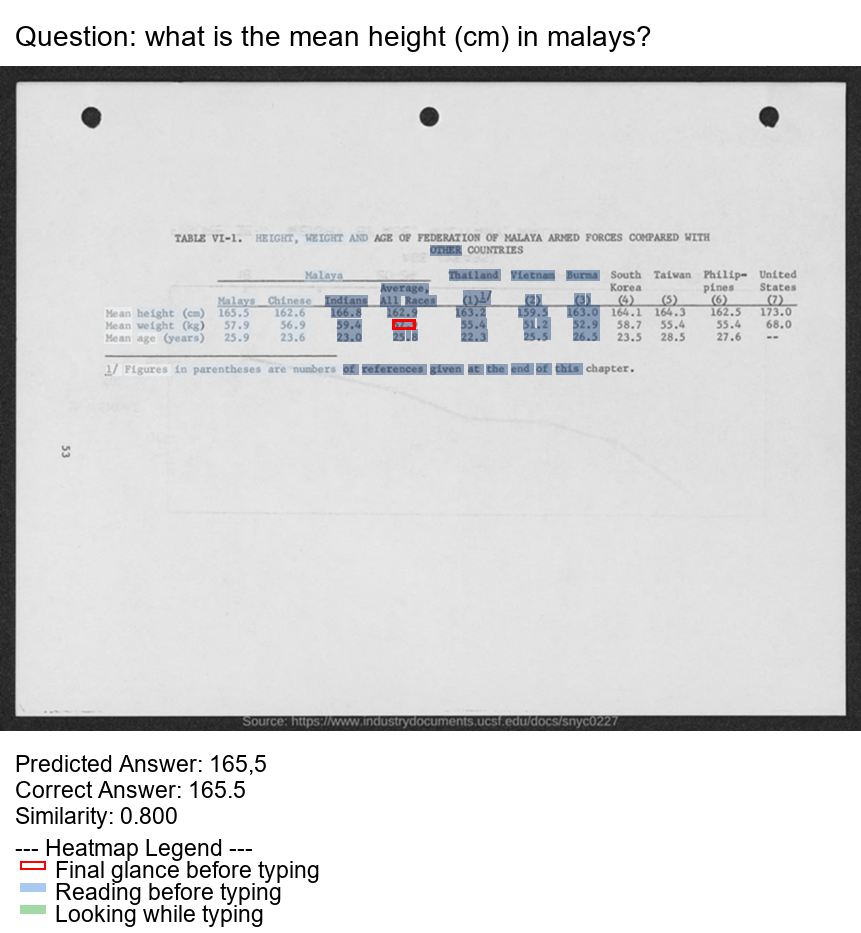 Question: what is the mean height (cm) in malays?
TABLE VI-1. HEIGHT, WEIGHT AND AGE OF FEDERATION OF MALAYA ARMED FORCES COMPARED WITH
OTHER COUNTRIES
Malaya Thailand Vietnam Burma South Taiwan Philip- United
Average, Korea pines States
Malays Chinese Indians All Races (1)1/ (2) (3) (4) (5) (6) (7)
Mean height (cm) 165.5 162.6 166.8 162.9 163.2 159.5 163.0 164.1 164.3 162.5 173.0
Mean weight (kg) 57.9 56.9 59.4 55.4 51.2 52.9 58.7 55.4 55.4 68.0
Mean age (years) 25.9 23.6 23.0 25.8 22.3 25.5 26.5 23.5 28.5 27.6 --
1/ Figures in parentheses are numbers of references given at the end of this chapter.
53
Source: https://www.industrydocuments.ucsf.edu/docs/snyc0227
Predicted Answer: 165,5
Correct Answer: 165.5
Similarity: 0.800
--- Heatmap Legend ---
Final glance before typing
Reading before typing
Looking while typing